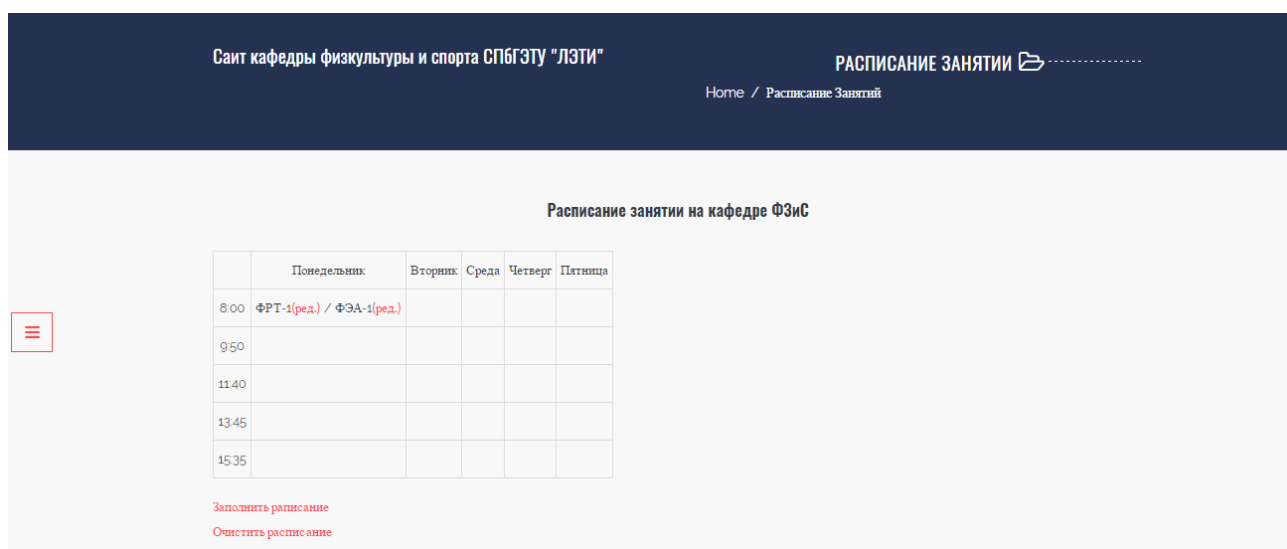 Саит кафедры физкультуры и спорта СПбГЭТУ "ЛЭТИ"
РАСПИСАНИЕ ЗАНЯТИИ
Home / Расписание Занятий
Расписание занятии на кафедре ФЗиС
Понедельник Вторник Среда Четверг Пятница
8:00 ФРТ-1(ред.) / ФЭА-1(ред.)
9:50
11:40
13:45
15:35
Заполнить раписание
Очистить расписание